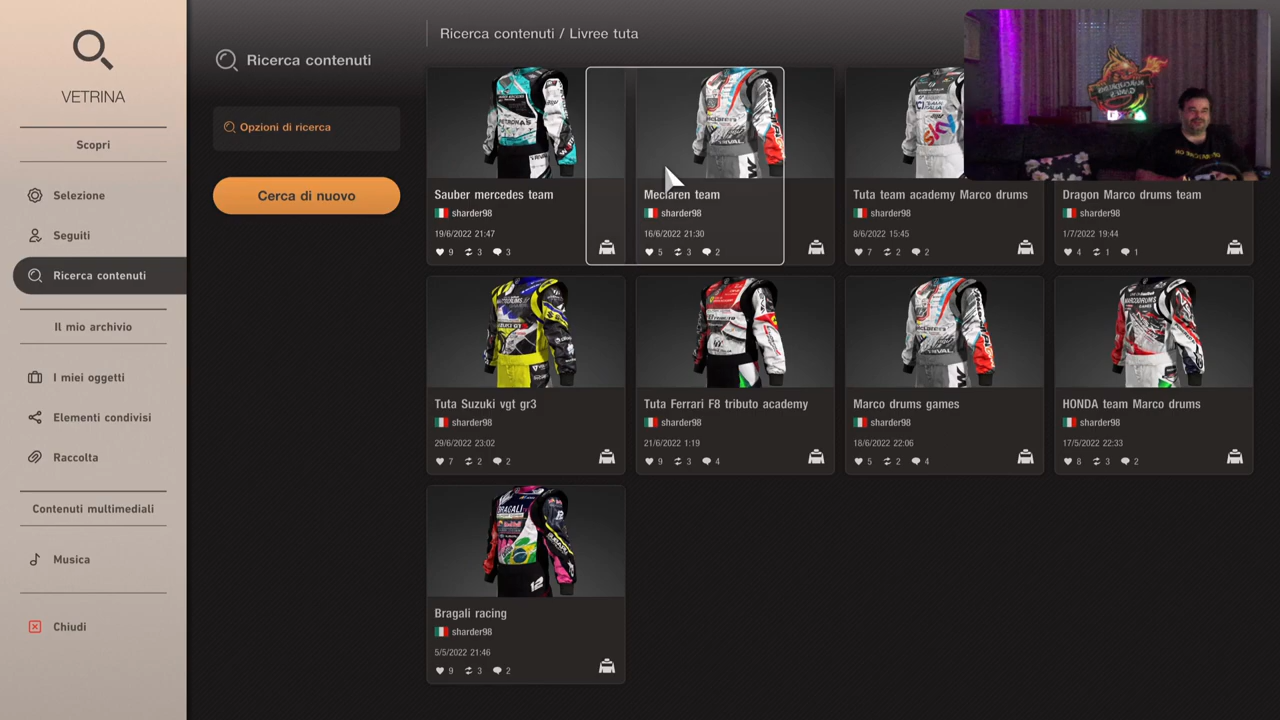 VETRINA
Scopri
Selezione
Seguiti
Ricerca contenuti
Il mio archivio
I miei oggetti
Elementi condivisi
Raccolta
Contenuti multimediali
Musica
Chiudi
Ricerca contenuti
Opzioni di ricerca
Cerca di nuovo
Ricerca contenuti / Livree tuta
Sauber mercedes team
sharder98
19/6/2022 21:47
9 3 3
Meclaren team
sharder98
16/6/2022 21:30
5 3 2
Tuta team academy Marco drums
sharder98
8/6/2022 15:45
7 2 2
Dragon Marco drums team
sharder98
1/7/2022 19:44
4 1 1
Tuta Suzuki vgt gr3
sharder98
29/6/2022 23:02
7 2 2
Tuta Ferrari F8 tributo academy
sharder98
21/6/2022 1:19
9 3 4
Marco drums games
sharder98
18/6/2022 22:06
5 2 4
HONDA team Marco drums
sharder98
17/5/2022 22:33
8 3 2
Bragali racing
sharder98
5/5/2022 21:46
9 3 2
PETRONAS
BRAGALI
12